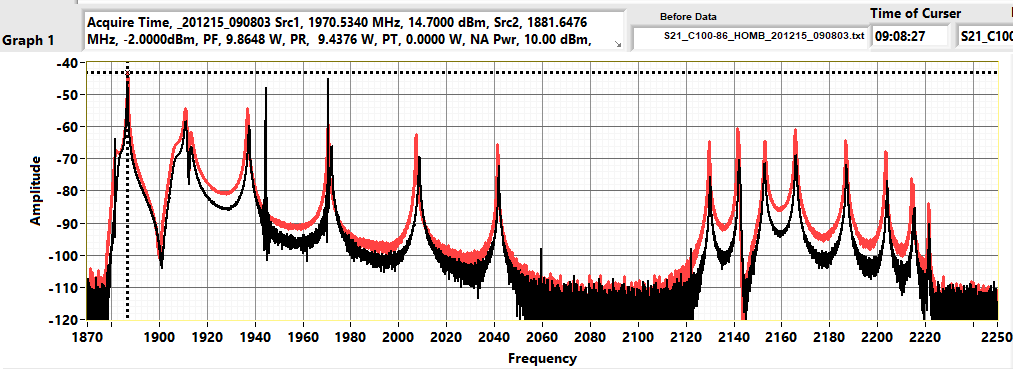 Graph 1
Acquire Time, _201215_090803 Src1, 1970.5340 MHz, 14.7000 dBm, Src2, 1881.6476
MHz, -2.0000dBm, PF, 9.8648 W, PR, 9.4376 W, PT, 0.0000 W, NA Pwr, 10.00 dBm,
Before Data
S21_C100-86_HOMB_201215_090803.txt
Time of Curser
09:08:27
S21_C100
-40
-50
-60
-70
-80
-90
-100
-110
-120
Amplitude
1870 1900 1920 1940 1960 1980 2000 2020 2040 2060 2080 2100 2120 2140 2160 2180 2200 2220 2250
Frequency